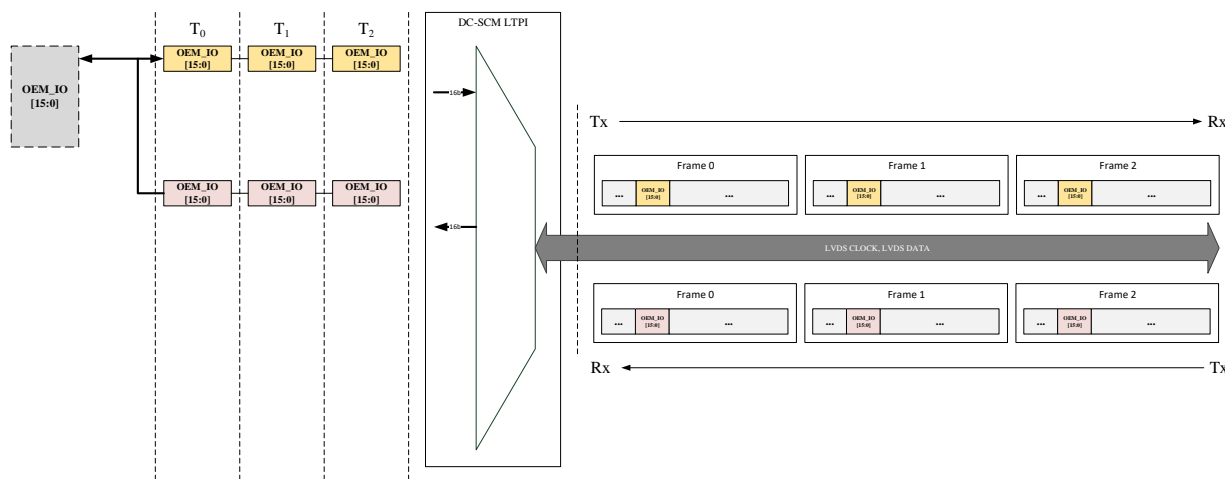 T0 T1 T2
DC-SCM LTPI
OEM_IO
[15:0]
OEM_IO
[15:0]
OEM_IO
[15:0]
OEM_IO
[15:0]
16b
Tx Rx
Frame 0 Frame 1 Frame 2
... OEM_IO
[15:0] ...
... OEM_IO
[15:0] ...
... OEM_IO
[15:0] ...
OEM_IO
[15:0]
OEM_IO
[15:0]
OEM_IO
[15:0]
16b
LVDS CLOCK, LVDS DATA
Frame 0 Frame 1 Frame 2
... OEM_IO
[15:0] ...
... OEM_IO
[15:0] ...
... OEM_IO
[15:0] ...
Rx Tx